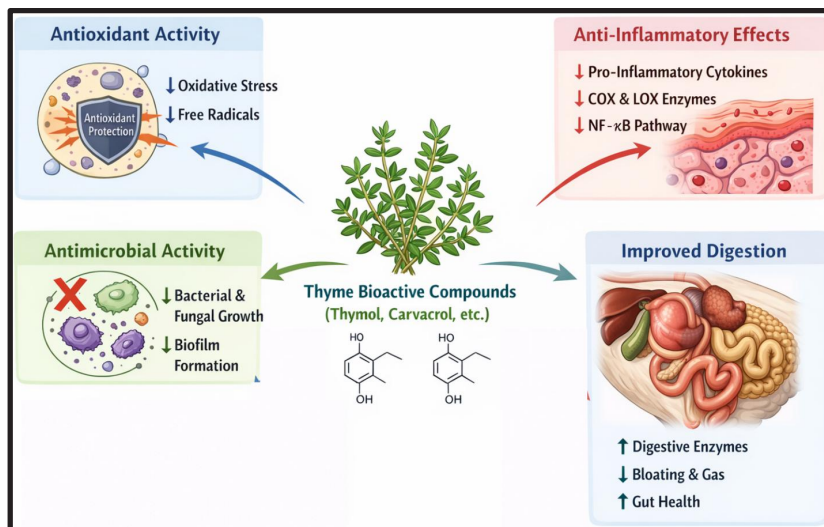 Antioxidant Activity
↓ Oxidative Stress
↓ Free Radicals
Antioxidant
Protection
Anti-Inflammatory Effects
↓ Pro-Inflammatory Cytokines
↓ COX & LOX Enzymes
↓ NF-κB Pathway
Antimicrobial Activity
↓ Bacterial &
Fungal Growth
↓ Biofilm
Formation
Thyme Bioactive Compounds
(Thymol, Carvacrol, etc.)
HO
OH
HO
OH
Improved Digestion
↑ Digestive Enzymes
↓ Bloating & Gas
↑ Gut Health